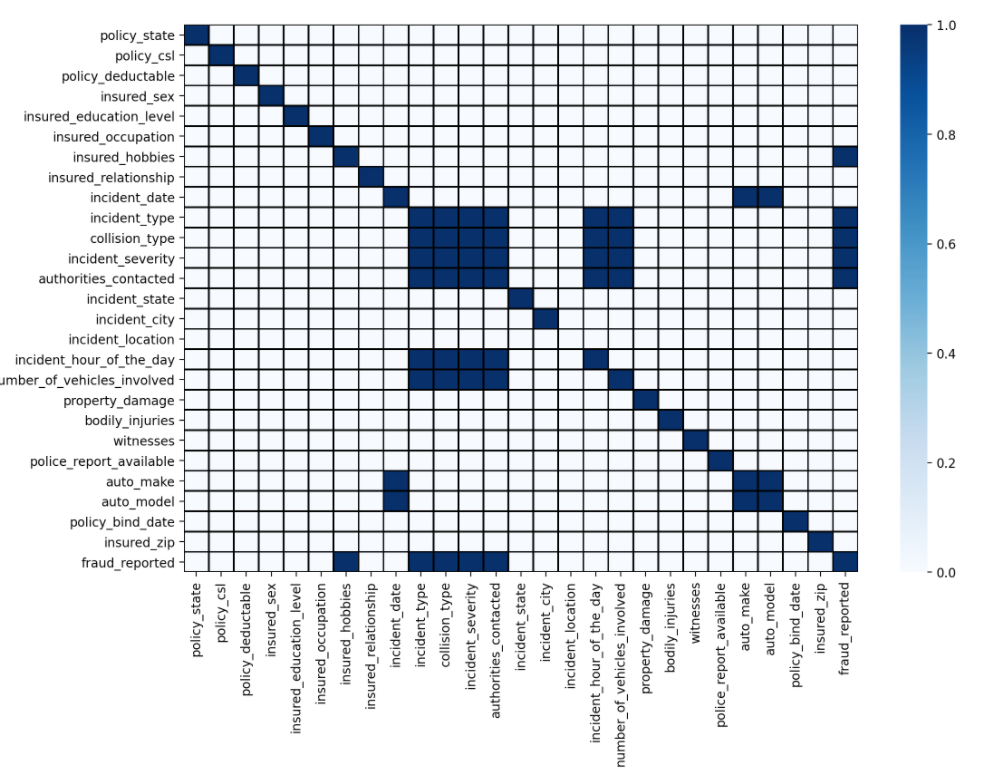 policy_state
policy_csl
policy_deductable
insured_sex
insured_education_level
insured_occupation
insured_hobbies
insured_relationship
incident_date
incident_type
collision_type
incident_severity
authorities_contacted
incident_state
incident_city
incident_location
incident_hour_of_the_day
umber_of_vehicles_involved
property_damage
bodily_injuries
witnesses
police_report_available
auto_make
auto_model
policy_bind_date
insured_zip
fraud_reported
policy_state
policy_csl
policy_deductable
insured_sex
insured_education_level
insured_occupation
insured_hobbies
insured_relationship
incident_date
incident_type
collision_type
incident_severity
authorities_contacted
incident_state
incident_city
incident_location
incident_hour_of_the_day
number_of_vehicles_involved
property_damage
bodily_injuries
witnesses
police_report_available
auto_make
auto_model
policy_bind_date
insured_zip
fraud_reported
1.0
0.8
0.6
0.4
0.2
0.0